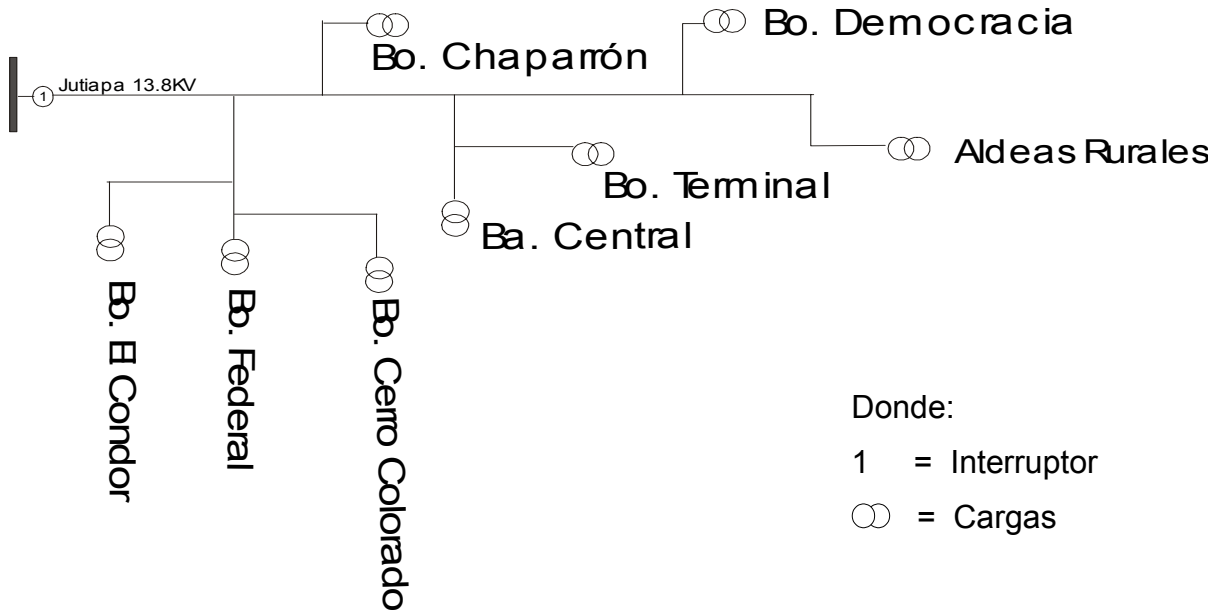 Bo. Democracia
Bo. Chaparrón
1 Jutiapa 13.8KV
Aldeas Rurales
Bo. Terminal
Ba. Central
Bo. El Condor
Bo. Federal
Bo. Cerro Colorado
Donde:
1 = Interruptor
= Cargas